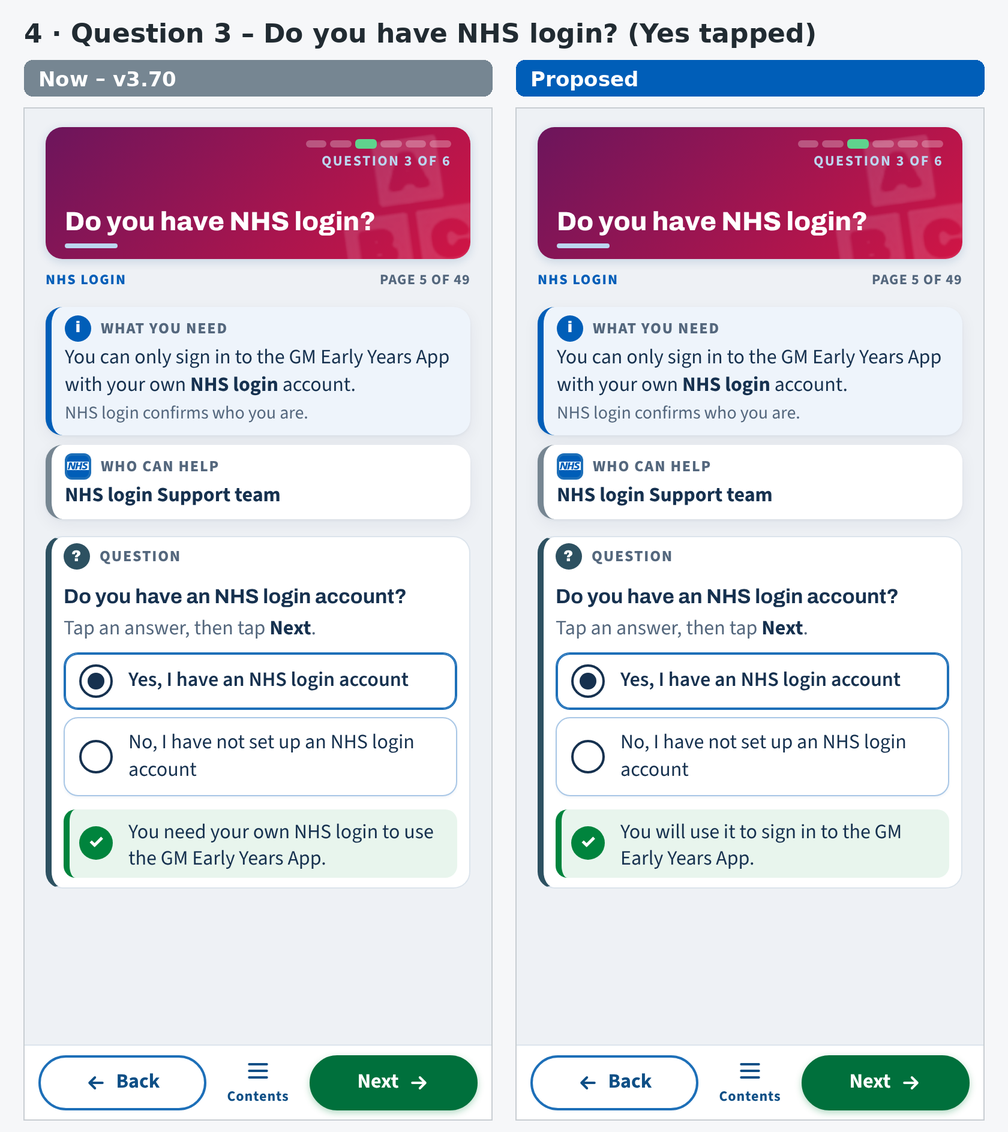 4 · Question 3 – Do you have NHS login? (Yes tapped)
Now – v3.70
QUESTION 3 OF 6
A
B C
Do you have NHS login?
NHS LOGIN PAGE 5 OF 49
i WHAT YOU NEED
You can only sign in to the GM Early Years App
with your own NHS login account.
NHS login confirms who you are.
NHS WHO CAN HELP
NHS login Support team
? QUESTION
Do you have an NHS login account?
Tap an answer, then tap Next.
Yes, I have an NHS login account
No, I have not set up an NHS login
account
You need your own NHS login to use
the GM Early Years App.
← Back
Contents
Next →
Proposed
QUESTION 3 OF 6
A
B C
Do you have NHS login?
NHS LOGIN PAGE 5 OF 49
i WHAT YOU NEED
You can only sign in to the GM Early Years App
with your own NHS login account.
NHS login confirms who you are.
NHS WHO CAN HELP
NHS login Support team
? QUESTION
Do you have an NHS login account?
Tap an answer, then tap Next.
Yes, I have an NHS login account
No, I have not set up an NHS login
account
You will use it to sign in to the GM
Early Years App.
← Back
Contents
Next →